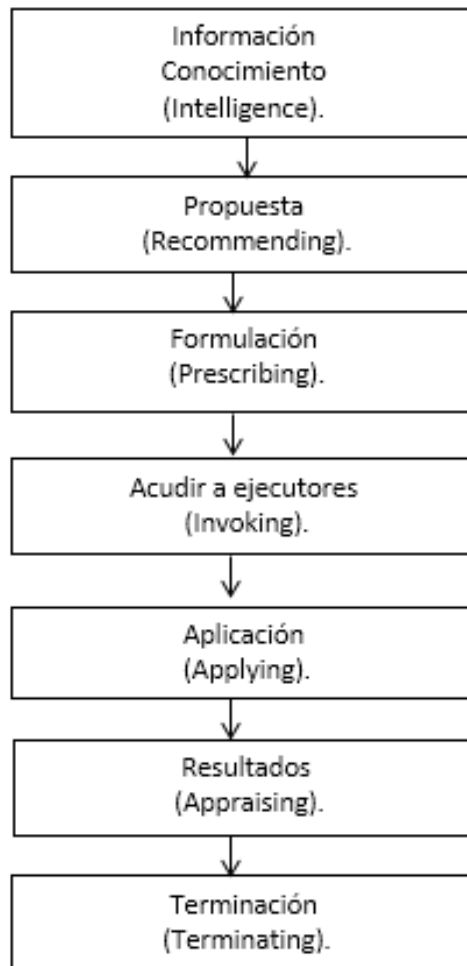 Información
Conocimiento
(Intelligence).
Propuesta
(Recommending).
Formulación
(Prescribing).
Acudir a ejecutores
(Invoking).
Aplicación
(Applying).
Resultados
(Appraising).
Terminación
(Terminating).